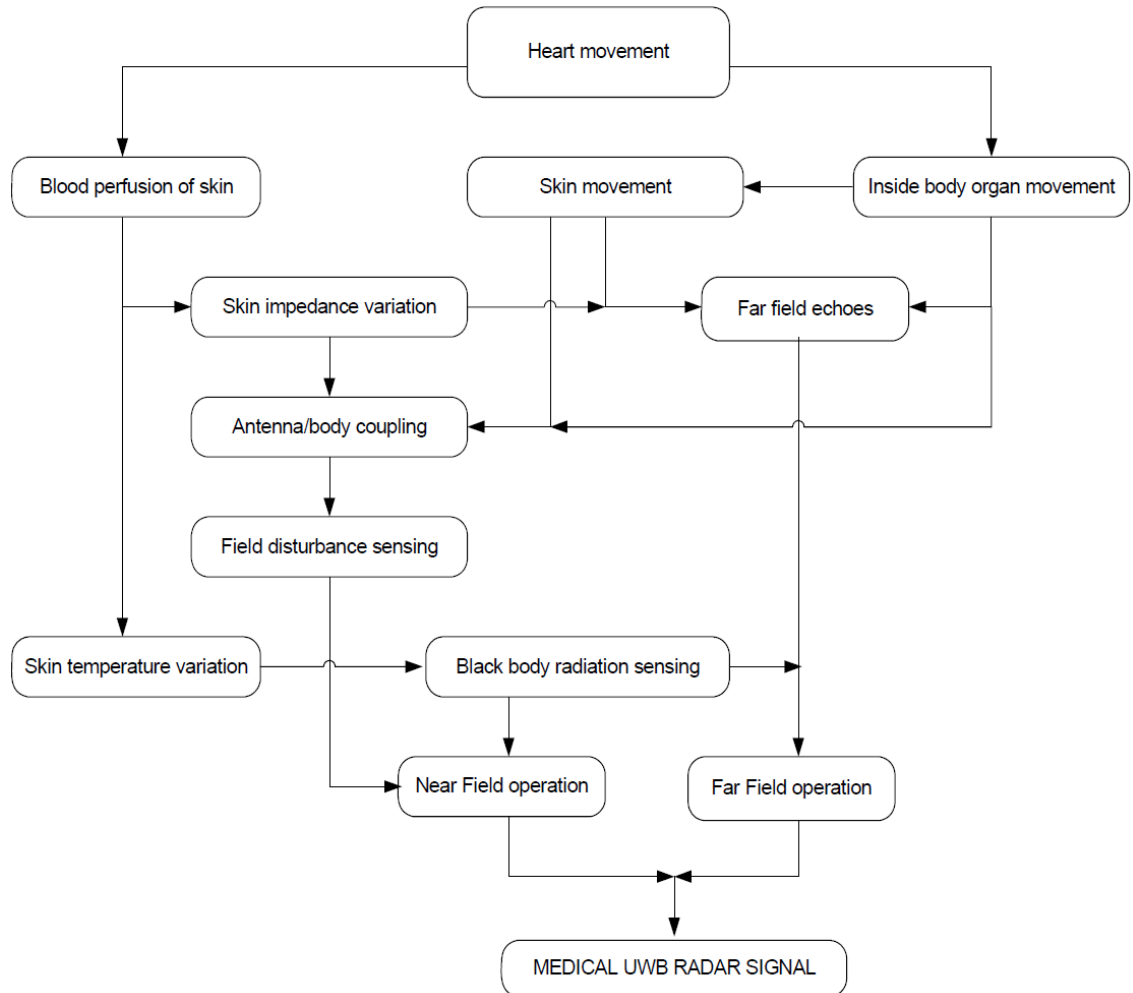 Heart movement
Blood perfusion of skin
Skin movement
Inside body organ movement
Skin impedance variation
Far field echoes
Antenna/body coupling
Field disturbance sensing
Skin temperature variation
Black body radiation sensing
Near Field operation
Far Field operation
MEDICAL UWB RADAR SIGNAL